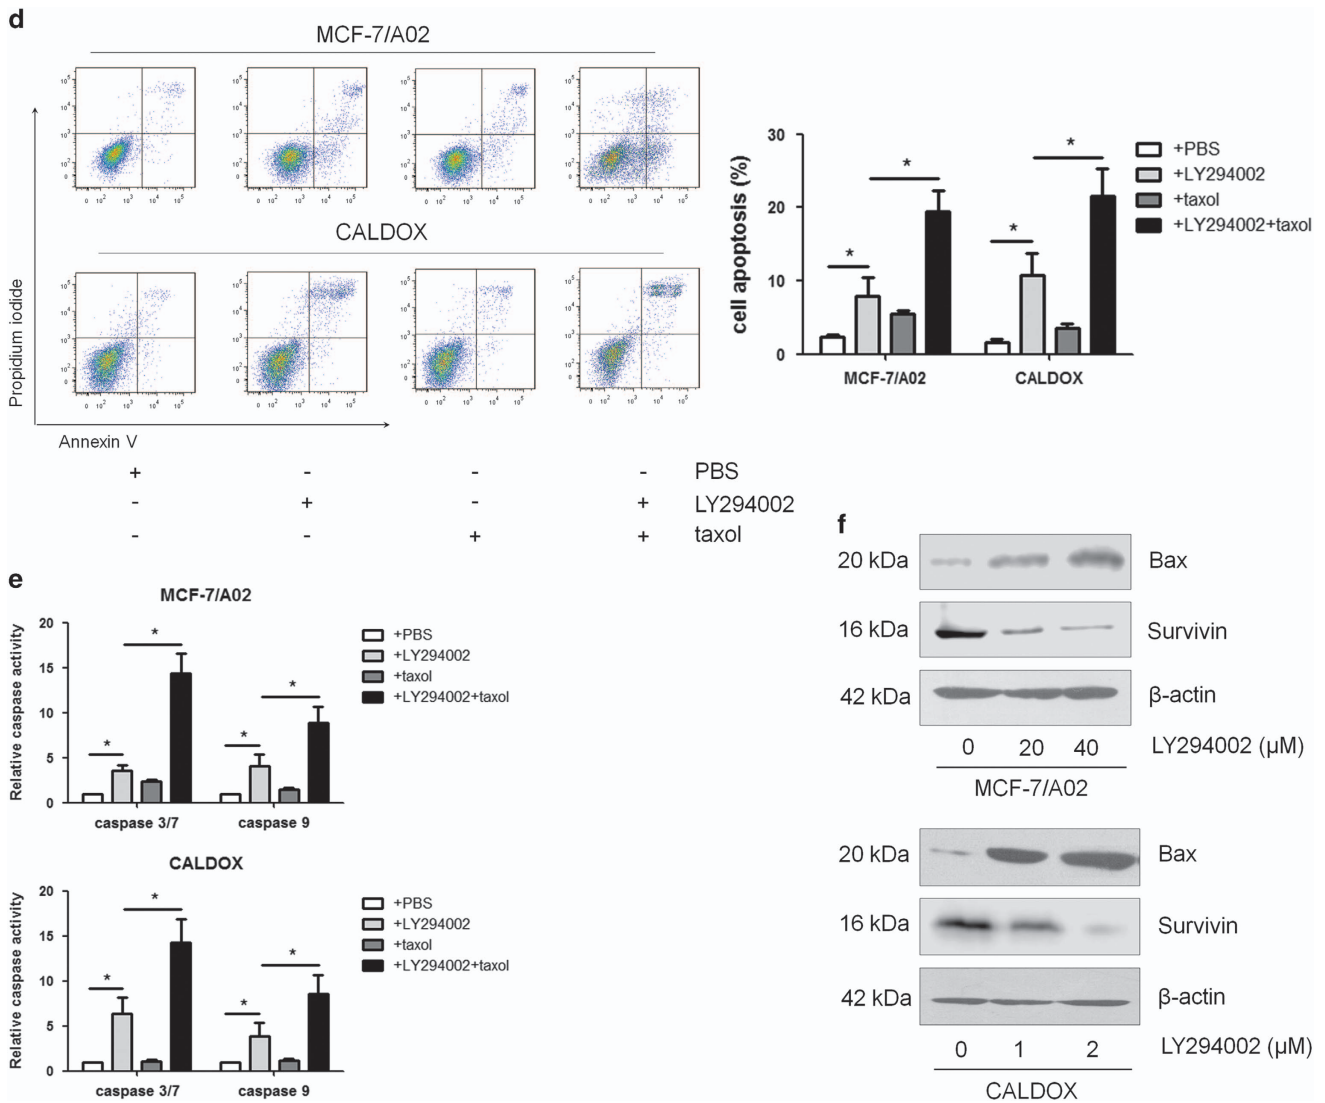 d
MCF-7/A02
CALDOX
Propidium iodide
Annexin V
+ - - - PBS
- + - + LY294002
- - + + taxol
cell apoptosis (%)
30
20
10
0
* *
* *
MCF-7/A02 CALDOX
+PBS
+LY294002
+taxol
+LY294002+taxol
e
MCF-7/A02
Relative caspase activity
20
15
10
5
0
* *
* *
caspase 3/7 caspase 9
+PBS
+LY294002
+taxol
+LY294002+taxol
CALDOX
Relative caspase activity
20
15
10
5
0
* *
* *
caspase 3/7 caspase 9
+PBS
+LY294002
+taxol
+LY294002+taxol
f
20 kDa Bax
16 kDa Survivin
42 kDa β-actin
0 20 40 LY294002 (µM)
MCF-7/A02
20 kDa Bax
16 kDa Survivin
42 kDa β-actin
0 1 2 LY294002 (µM)
CALDOX